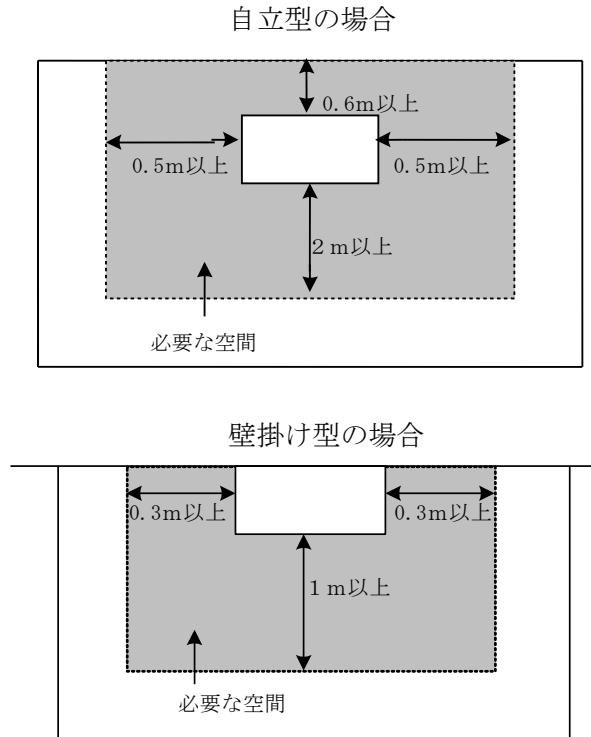 自立型の場合
0.6m以上
0.5m以上
0.5m以上
2m以上
必要な空間
壁掛け型の場合
0.3m以上
0.3m以上
1m以上
必要な空間